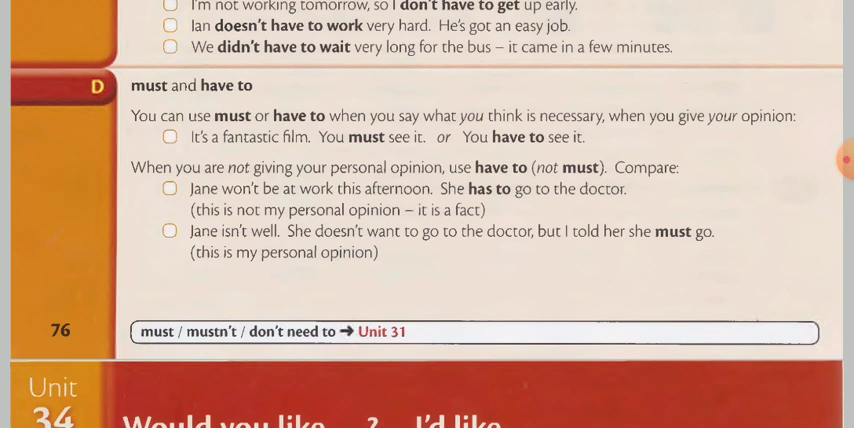 I'm not working tomorrow, so I don't have to get up early.
Ian doesn't have to work very hard. He's got an easy job.
We didn't have to wait very long for the bus – it came in a few minutes.
D
must and have to
You can use must or have to when you say what you think is necessary, when you give your opinion:
It's a fantastic film. You must see it. or You have to see it.
When you are not giving your personal opinion, use have to (not must). Compare:
Jane won't be at work this afternoon. She has to go to the doctor.
(this is not my personal opinion – it is a fact)
Jane isn't well. She doesn't want to go to the doctor, but I told her she must go.
(this is my personal opinion)
76
must / mustn't / don't need to ➜ Unit 31
Unit
34
Would you like ... ? I'd like ...